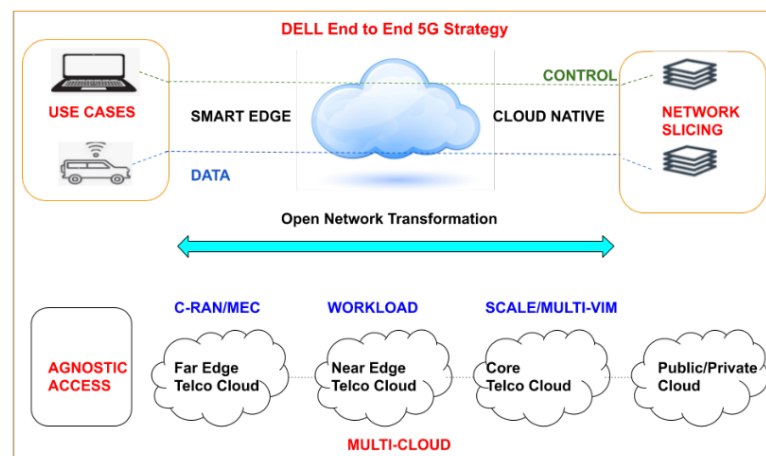 DELL End to End 5G Strategy
CONTROL
USE CASES
SMART EDGE
CLOUD NATIVE
NETWORK
SLICING
DATA
Open Network Transformation
C-RAN/MEC
WORKLOAD
SCALE/MULTI-VIM
AGNOSTIC
ACCESS
Far Edge
Telco Cloud
Near Edge
Telco Cloud
Core
Telco Cloud
Public/Private
Cloud
MULTI-CLOUD